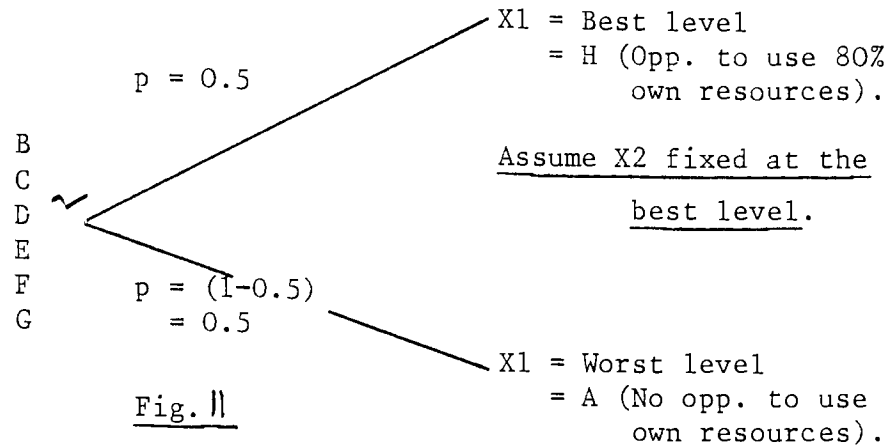 X1 = Best level
= H (Opp. to use 80%
own resources).
p = 0.5
Assume X2 fixed at the
best level.
B
C
D
E
F
G
p = (1-0.5)
= 0.5
X1 = Worst level
= A (No opp. to use
own resources).
Fig. 11